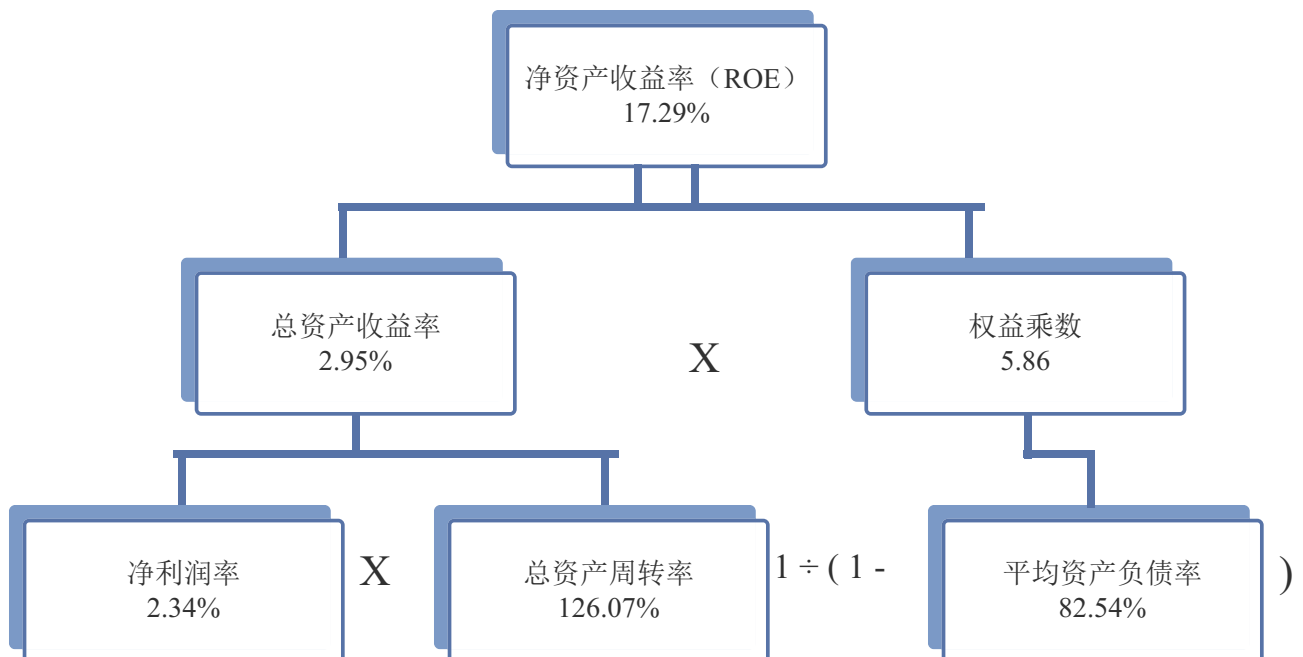 净资产收益率（ROE）
17.29%
总资产收益率
2.95%
X
权益乘数
5.86
净利润率
2.34%
X
总资产周转率
126.07%
1 ÷ ( 1 -
平均资产负债率
82.54%
)